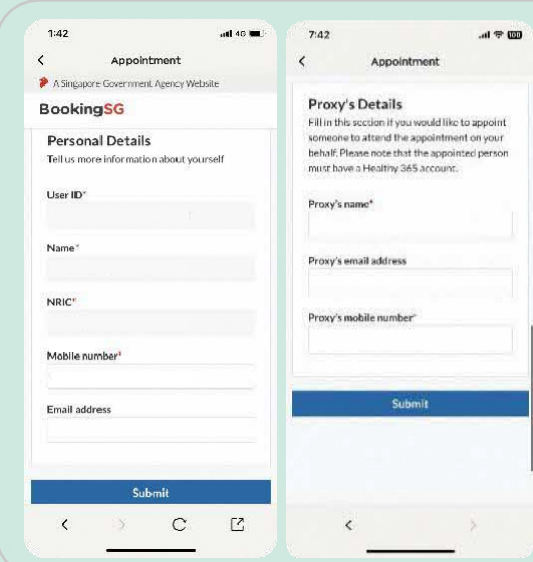 1:42
4G
Appointment
A Singapore Government Agency Website
BookingSG
Personal Details
Tell us more information about yourself
User ID*
Name*
NRIC*
Mobile number*
Email address
Submit
7:42
100
Appointment
Proxy's Details
Fill in this section if you would like to appoint
someone to attend the appointment on your
behalf. Please note that the appointed person
must have a Healthy 365 account.
Proxy's name*
Proxy's email address
Proxy's mobile number*
Submit